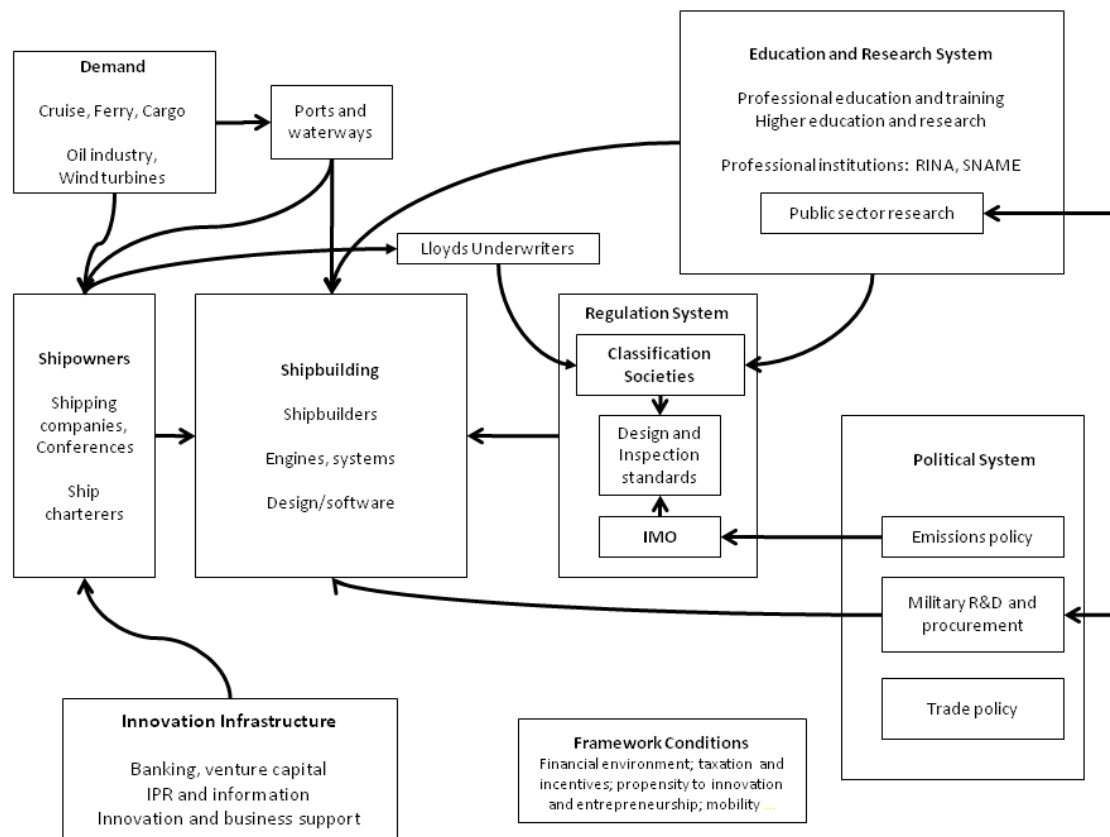 Demand
Cruise, Ferry, Cargo
Oil industry,
Wind turbines
Ports and
waterways
Education and Research System
Professional education and training
Higher education and research
Professional institutions: RINA, SNAME
Public sector research
Lloyds Underwriters
Shipowners
Shipping
companies,
Conferences
Ship
charterers
Shipbuilding
Shipbuilders
Engines, systems
Design/software
Regulation System
Classification
Societies
Design and
Inspection
standards
IMO
Political System
Emissions policy
Military R&D and
procurement
Trade policy
Innovation Infrastructure
Banking, venture capital
IPR and information
Innovation and business support
Framework Conditions
Financial environment; taxation and
incentives; propensity to innovation
and entrepreneurship; mobility ...